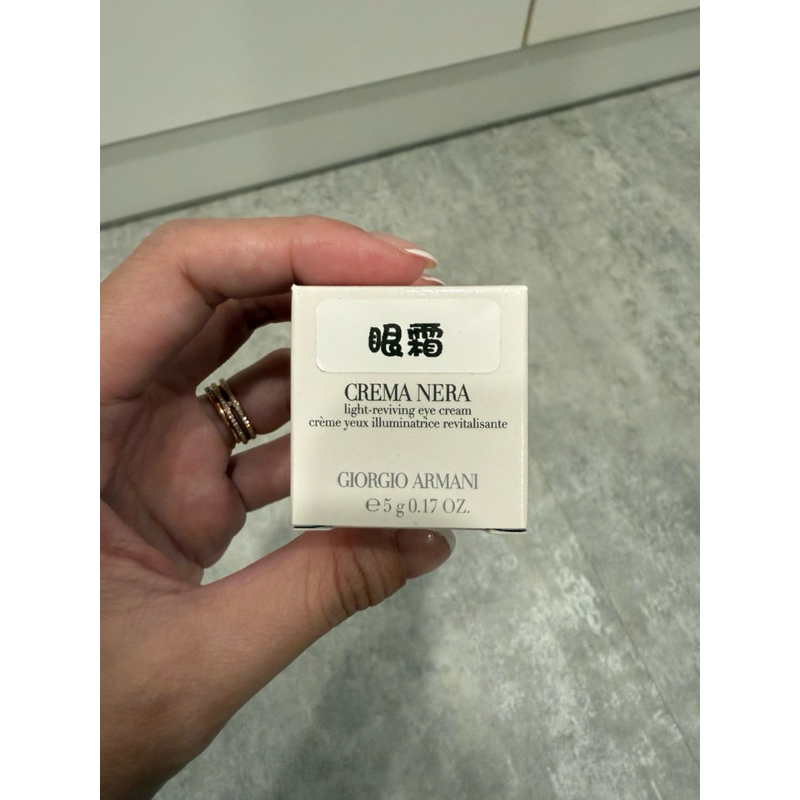 眼霜
CREMA NERA
light-reviving eye cream
crème yeux illuminatrice revitalisante
GIORGIO ARMANI
℮ 5 g 0.17 OZ.